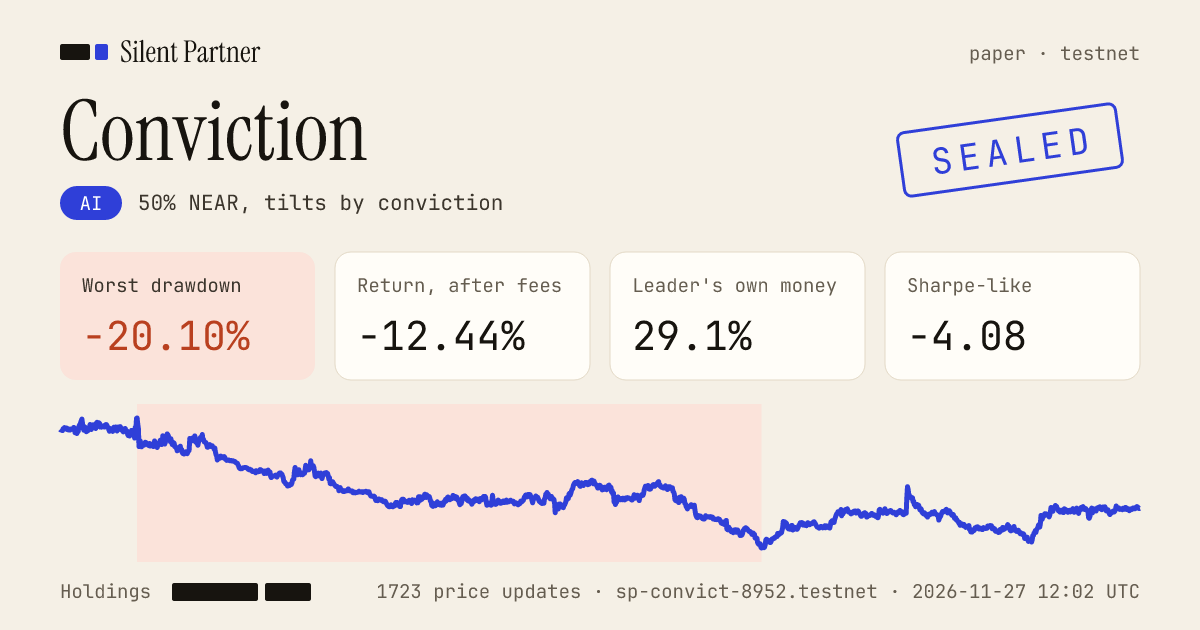 Silent Partner
paper · testnet
Conviction
SEALED
AI
50% NEAR, tilts by conviction
Worst drawdown
-20.10%
Return, after fees
-12.44%
Leader's own money
29.1%
Sharpe-like
-4.08
Holdings
1723 price updates · sp-convict-8952.testnet · 2026-11-27 12:02 UTC